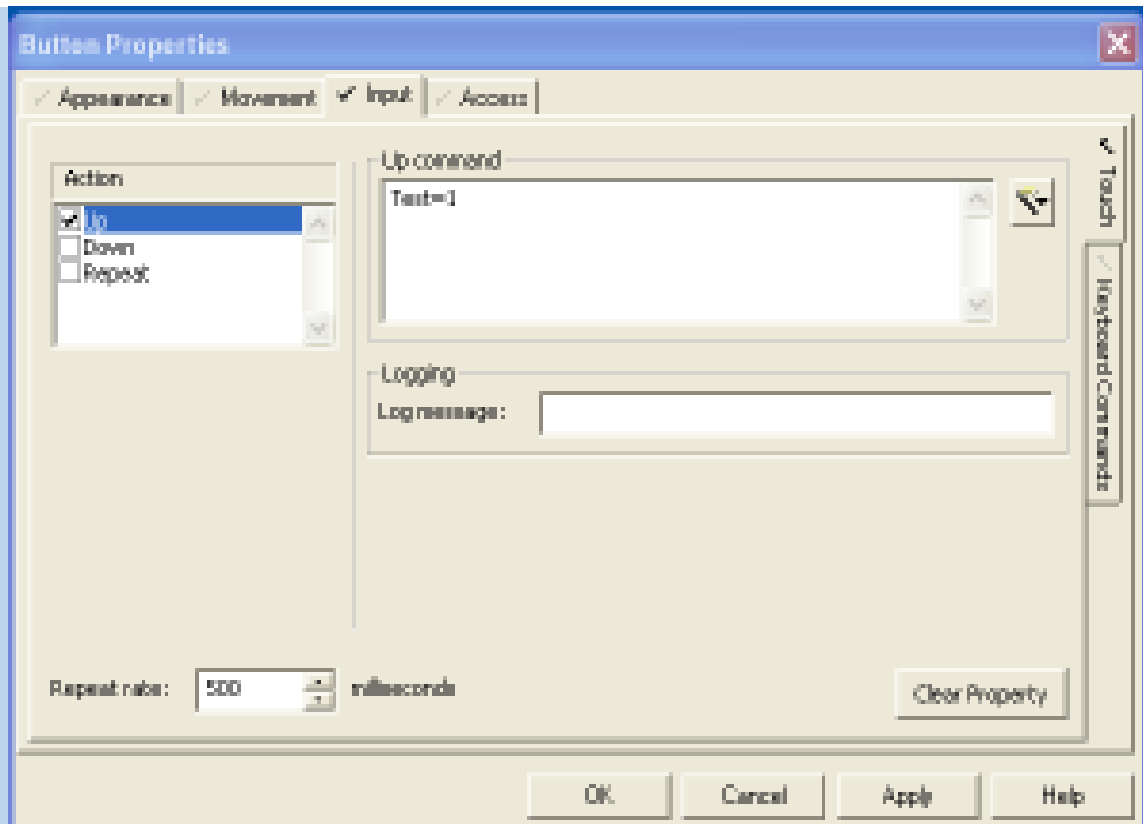 Button Properties
Appearance
Movement
Input
Access
Action
Up
Down
Repeat
Up command
Test=1
Logging
Log message:
Touch
Keyboard Commands
Repeat rate:
500
milliseconds
Clear Property
OK
Cancel
Apply
Help